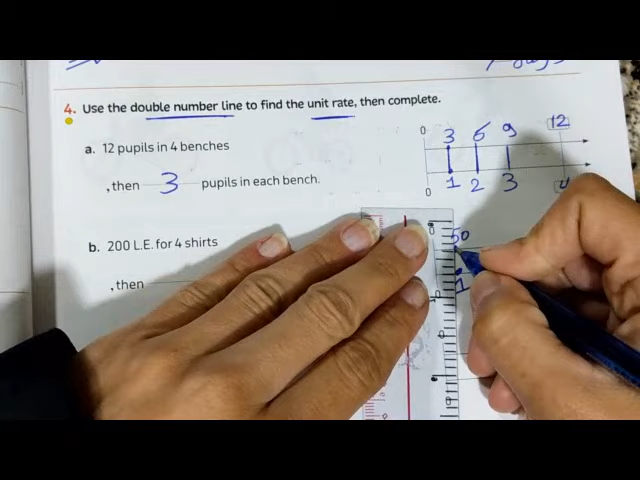 4. Use the double number line to find the unit rate, then complete.
a. 12 pupils in 4 benches
0 3 6 9 12
, then 3 pupils in each bench.
0 1 2 3 4
b. 200 L.E. for 4 shirts
50
, then
1